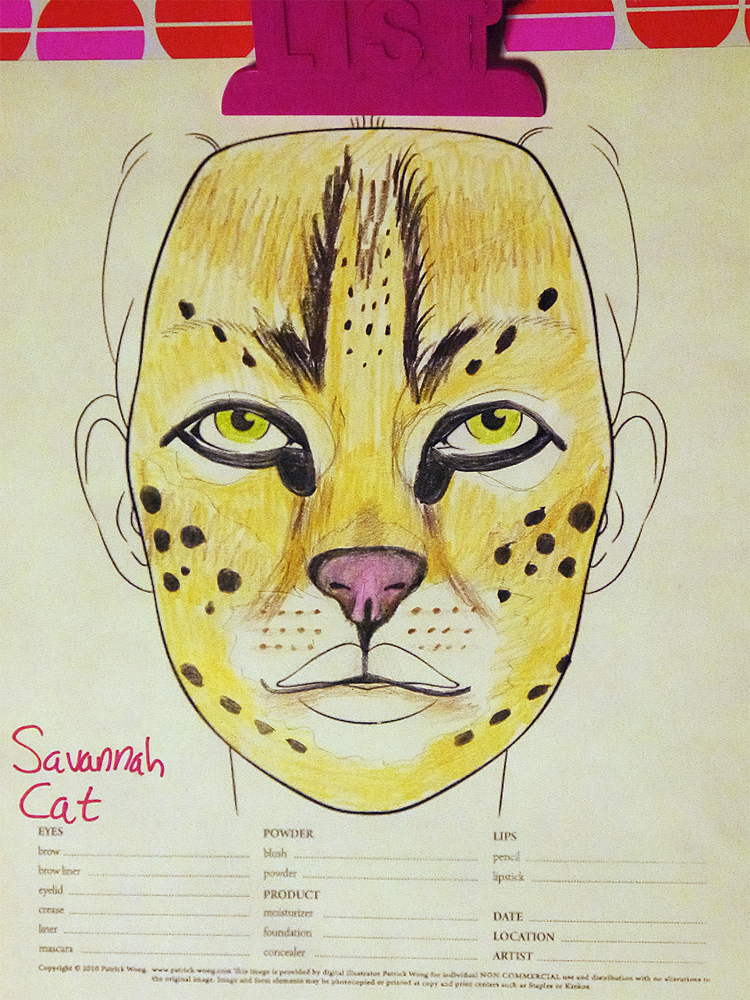 LIST
Savannah
Cat
EYES
brow
brow liner
eyelid
crease
liner
mascara
POWDER
blush
powder
PRODUCT
moisturizer
foundation
concealer
LIPS
pencil
lipstick
DATE
LOCATION
ARTIST
Copyright © 2010 Patrick Wong. www.patrick-wong.com This image is provided by digital illustrator Patrick Wong for individual NON-COMMERCIAL use and distribution with no alterations to
the original image. Image and form elements may be photocopied or printed at copy and print centers such as Staples or Kinkos